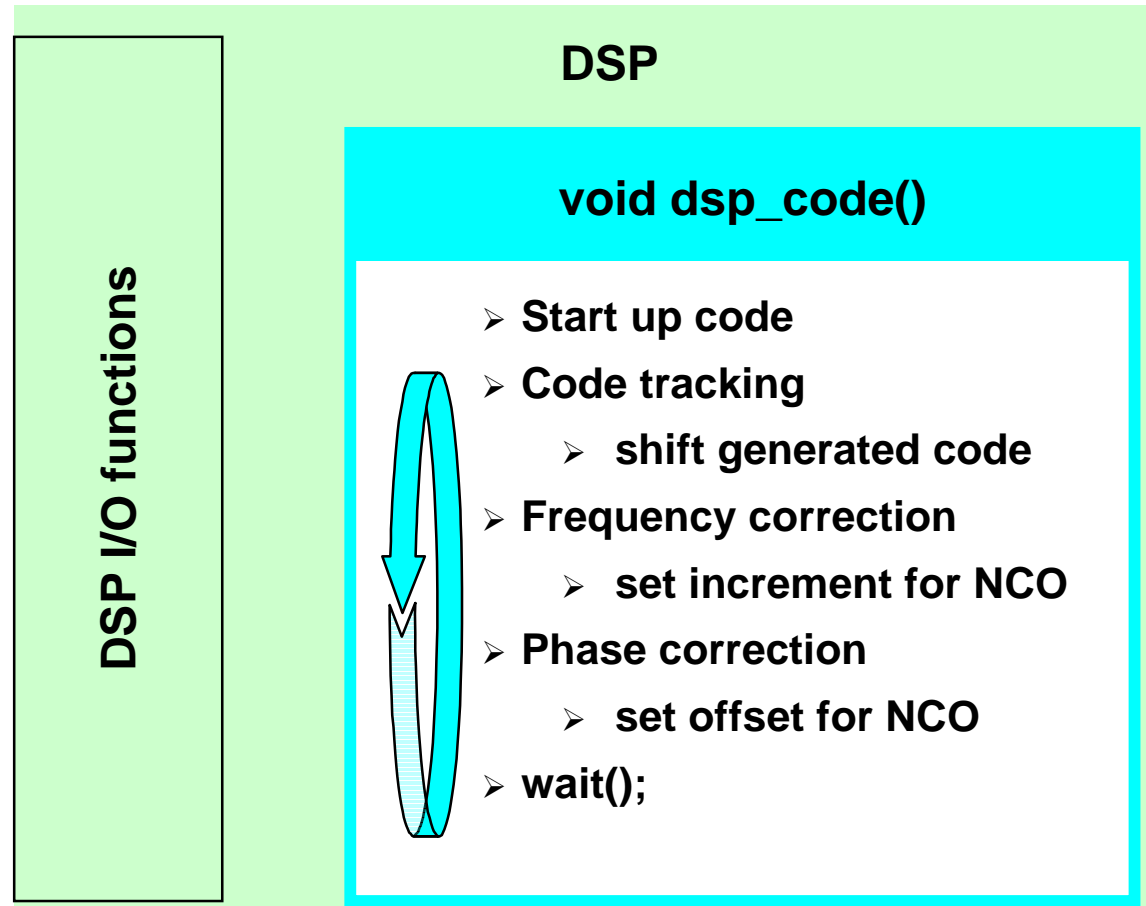 DSP
DSP I/O functions
void dsp_code()
➢ Start up code
➢ Code tracking
➢ shift generated code
➢ Frequency correction
➢ set increment for NCO
➢ Phase correction
➢ set offset for NCO
➢ wait();